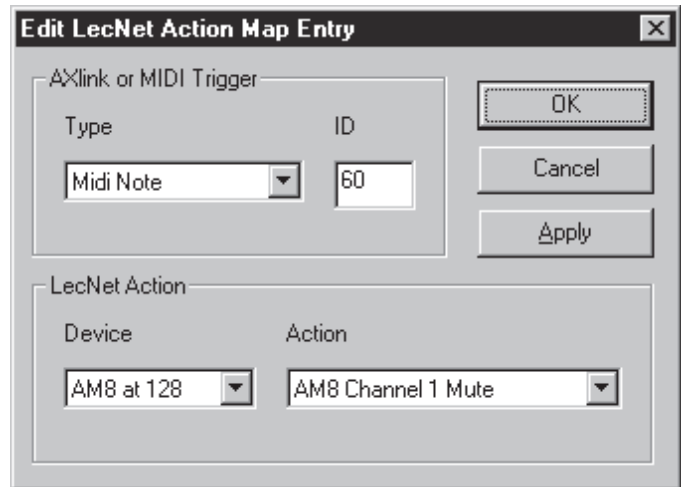 Edit LecNet Action Map Entry
AXlink or MIDI Trigger
Type ID
Midi Note 60
OK
Cancel
Apply
LecNet Action
Device Action
AM8 at 128 AM8 Channel 1 Mute